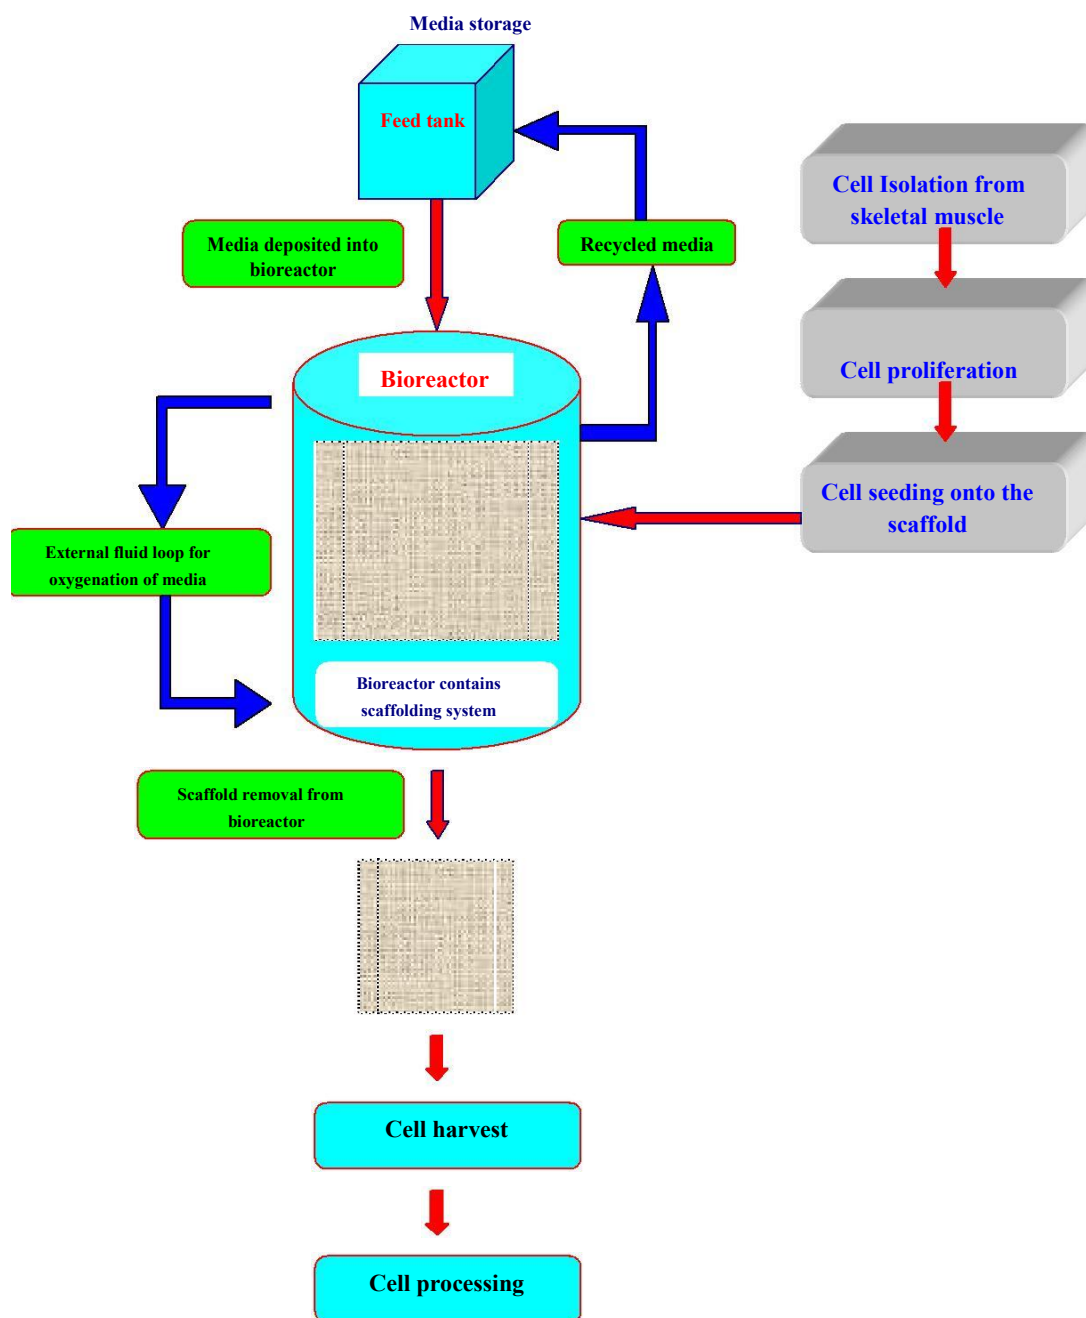 Media storage
Feed tank
Media deposited into
bioreactor
Recycled media
Cell Isolation from
skeletal muscle
Cell proliferation
Cell seeding onto the
scaffold
Bioreactor
External fluid loop for
oxygenation of media
Bioreactor contains
scaffolding system
Scaffold removal from
bioreactor
Cell harvest
Cell processing